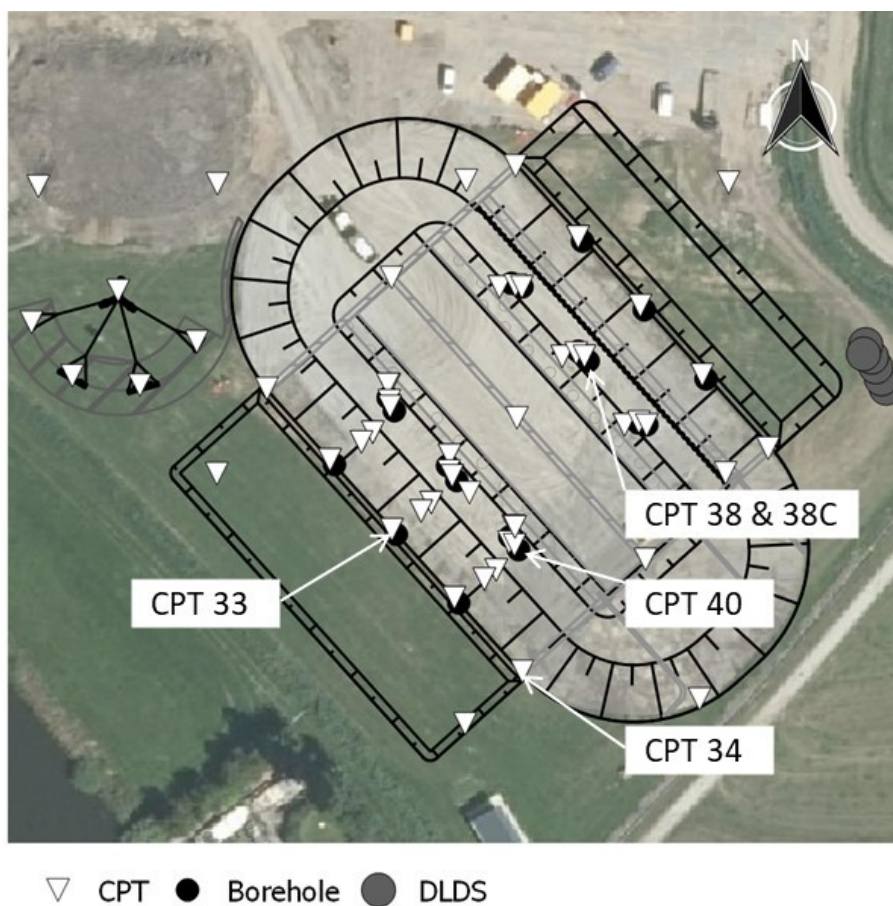 N
CPT 38 & 38C
CPT 33
CPT 40
CPT 34
CPT Borehole DLDS